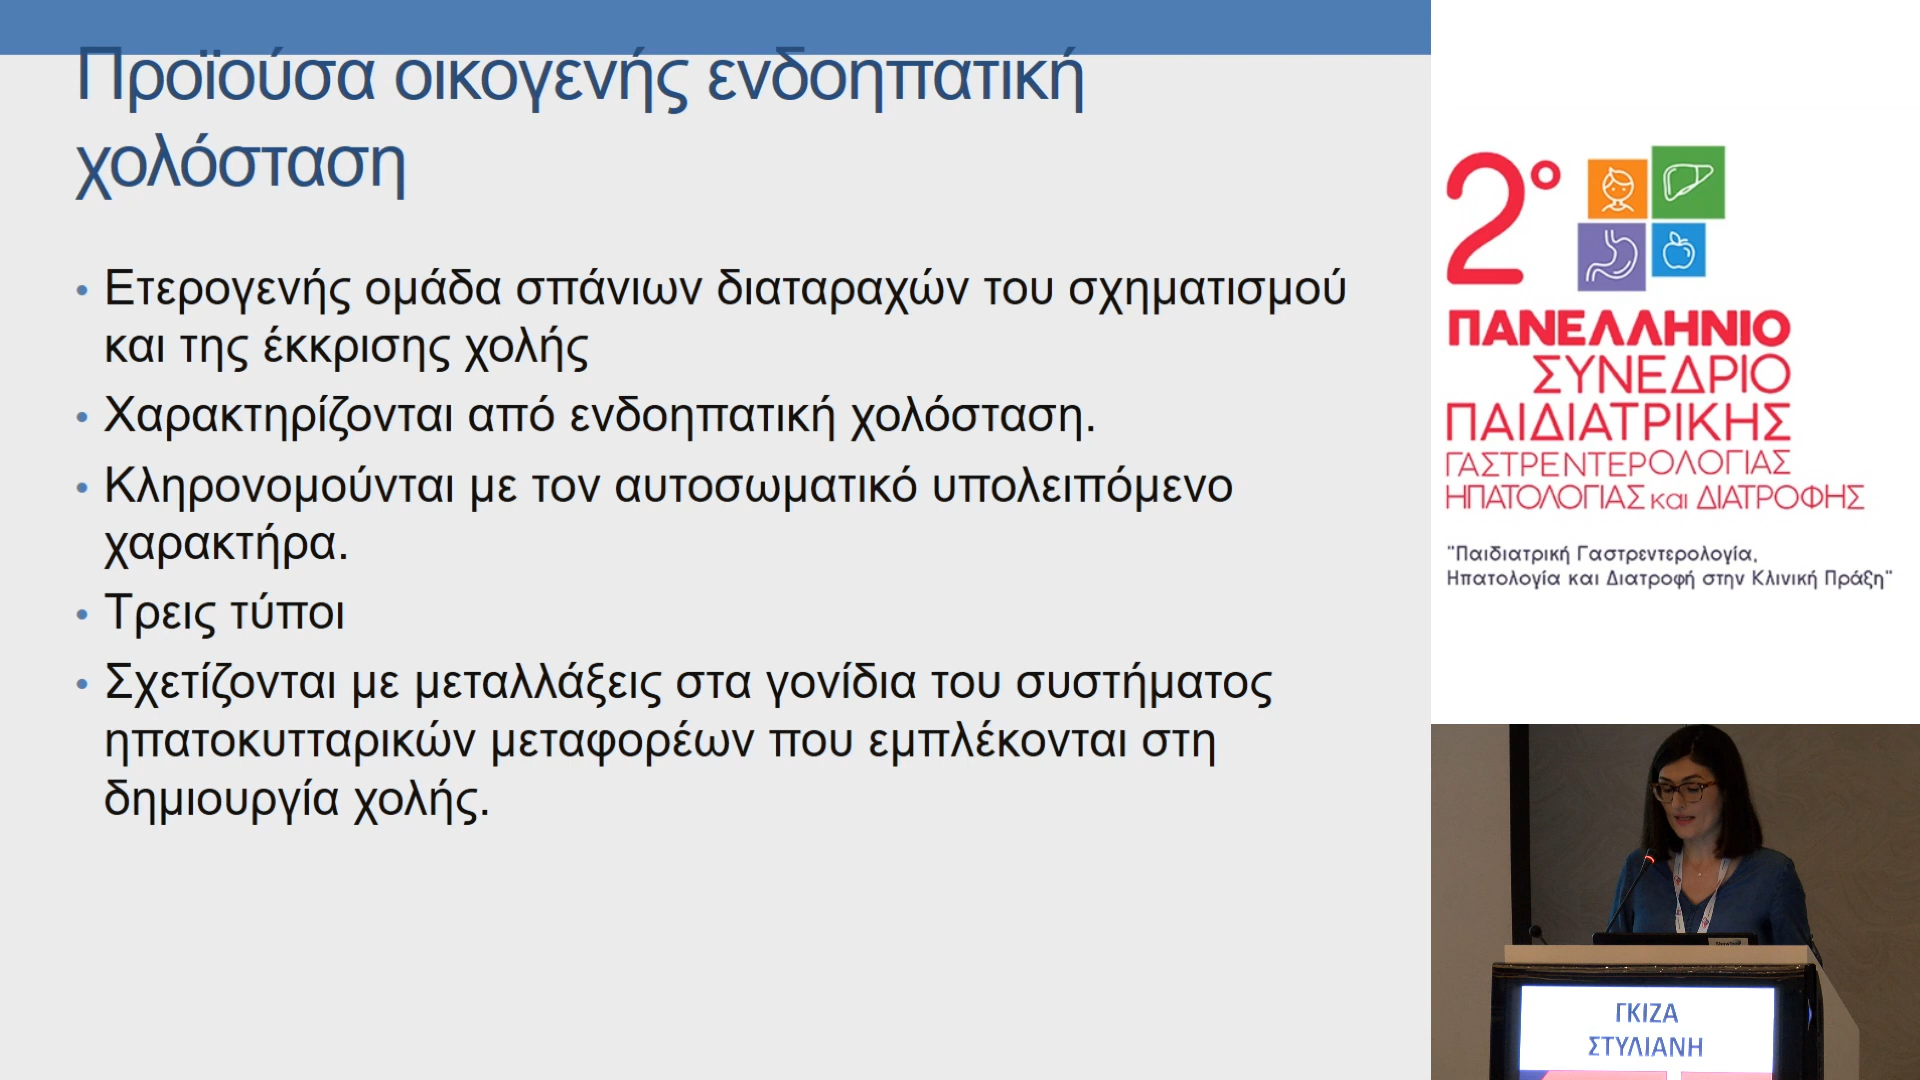 Προϊούσα οικογενής ενδοηπατική
χολόσταση
• Ετερογενής ομάδα σπάνιων διαταραχών του σχηματισμού
και της έκκρισης χολής
• Χαρακτηρίζονται από ενδοηπατική χολόσταση.
• Κληρονομούνται με τον αυτοσωματικό υπολειπόμενο
χαρακτήρα.
• Τρεις τύποι
• Σχετίζονται με μεταλλάξεις στα γονίδια του συστήματος
ηπατοκυτταρικών μεταφορέων που εμπλέκονται στη
δημιουργία χολής.
2°
ΠΑΝΕΛΛΗΝΙΟ
ΣΥΝΕΔΡΙΟ
ΠΑΙΔΙΑΤΡΙΚΗΣ
ΓΑΣΤΡΕΝΤΕΡΟΛΟΓΙΑΣ
ΗΠΑΤΟΛΟΓΙΑΣ και ΔΙΑΤΡΟΦΗΣ
"Παιδιατρική Γαστρεντερολογία,
Ηπατολογία και Διατροφή στην Κλινική Πράξη"
ΓΚΙΖΑ
ΣΤΥΛΙΑΝΗ